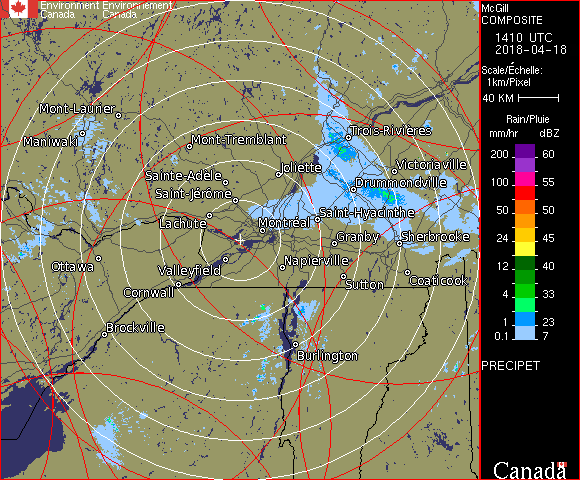 Environment Environnement
Canada Canada
Mont-Laurier
Maniwaki
Mont-Tremblant
Trois-Rivières
Sainte-Adèle
Joliette
Victoriaville
Saint-Jérôme
Drummondville
Lachute
Montréal
Saint-Hyacinthe
Granby
Sherbrooke
Ottawa
Valleyfield
Napierville
Cornwall
Sutton
Coaticook
Brockville
Burlington
McGill
COMPOSITE
1410 UTC
2018-04-18
Scale/Échelle:
1km/Pixel
40 KM
Rain/Pluie
mm/hr dBZ
200 60
150 57
100 55
50 50
24 45
12 40
4 33
1 23
0.1 7
PRECIPET
Canada